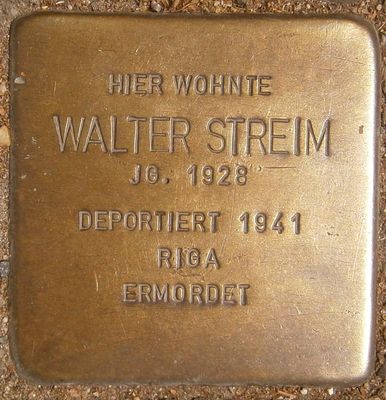 HIER WOHNTE
WALTER STREIM
JG. 1928
DEPORTIERT 1941
RIGA
ERMORDET